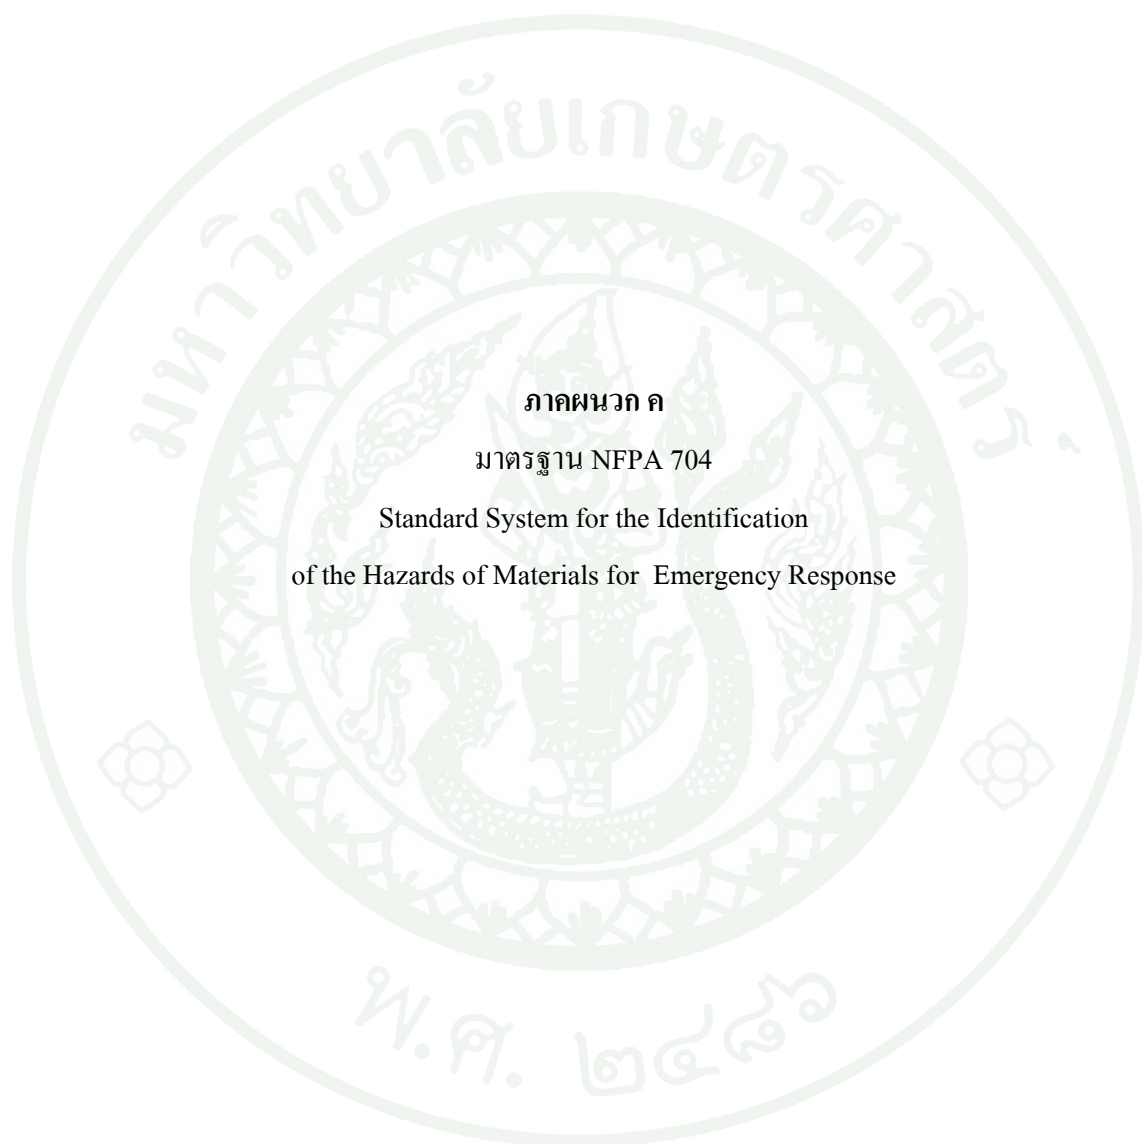 มหาวิทยาลัยเกษตรศาสตร์
ภาคผนวก ค
มาตรฐาน NFPA 704
Standard System for the Identification
of the Hazards of Materials for Emergency Response
พ.ศ. ๒๔๘๖